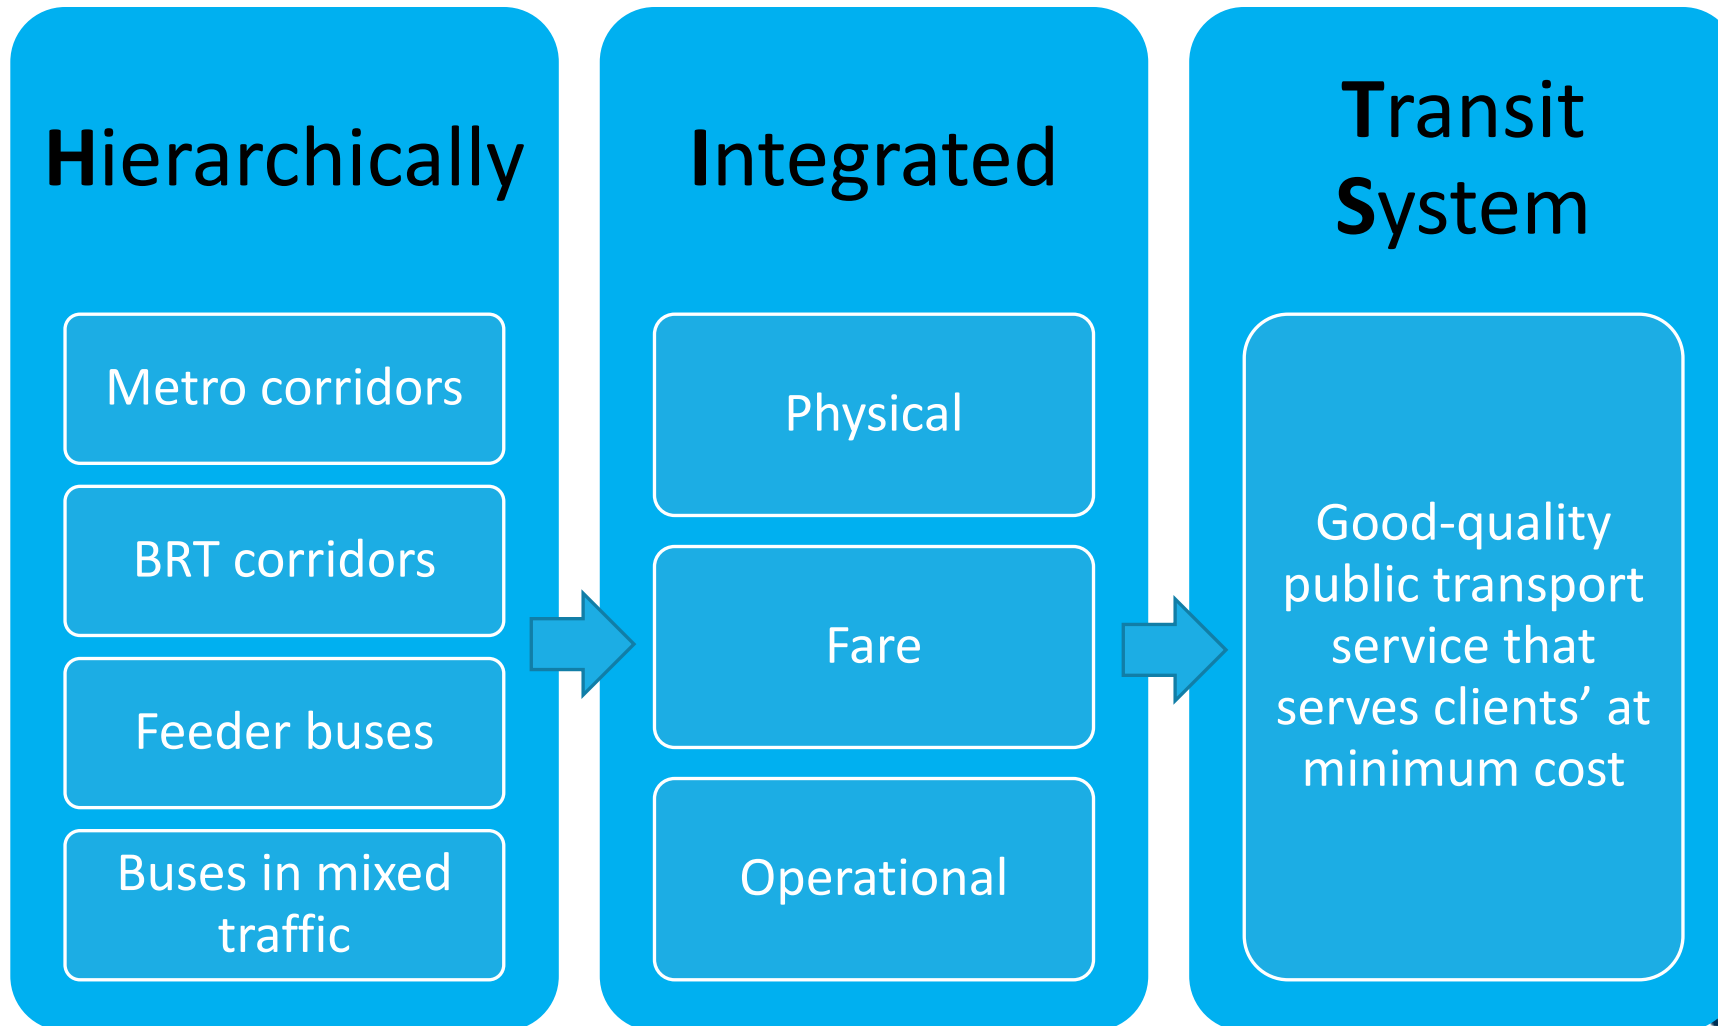 Hierarchically
Metro corridors
BRT corridors
Feeder buses
Buses in mixed
traffic
Integrated
Physical
Fare
Operational
Transit
System
Good-quality
public transport
service that
serves clients’ at
minimum cost